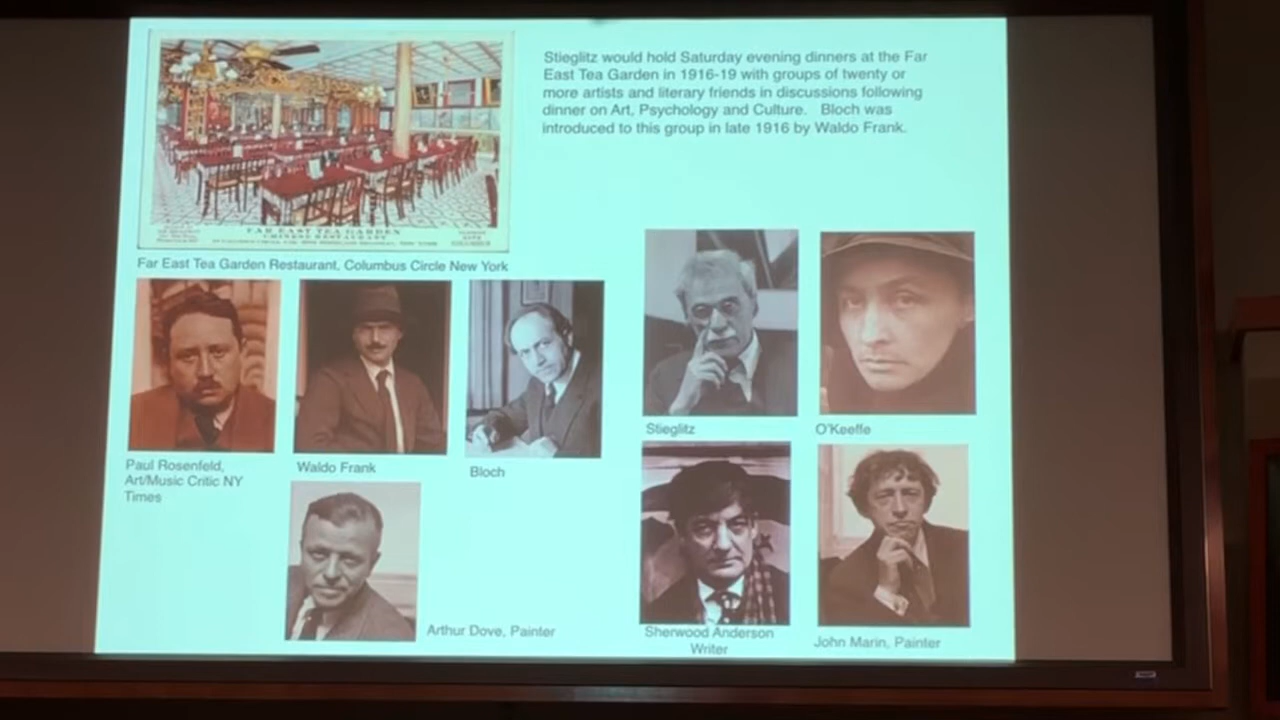 Stieglitz would hold Saturday evening dinners at the Far
East Tea Garden in 1916-19 with groups of twenty or
more artists and literary friends in discussions following
dinner on Art, Psychology and Culture. Bloch was
introduced to this group in late 1916 by Waldo Frank.
FAR EAST TEA GARDEN
CHINESE RESTAURANT
Far East Tea Garden Restaurant, Columbus Circle New York
Stieglitz
O'Keeffe
Paul Rosenfeld,
Art/Music Critic NY
Times
Waldo Frank
Bloch
Arthur Dove, Painter
Sherwood Anderson
Writer
John Marin, Painter